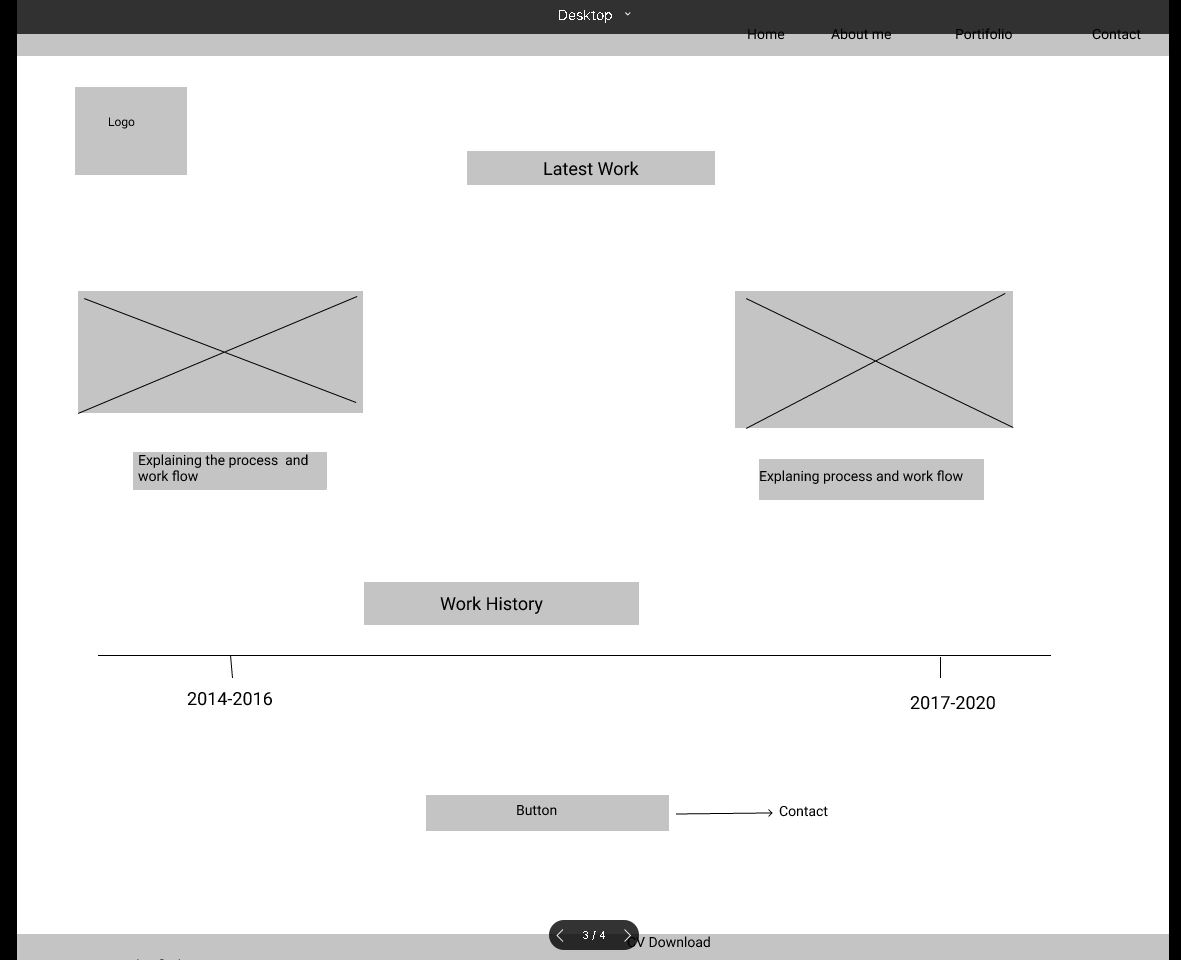 Desktop
Home About me Portifolio Contact
Logo
Latest Work
Explaining the process and
work flow
Explaning process and work flow
Work History
2014-2016
2017-2020
Button
Contact
3 / 4
CV Download